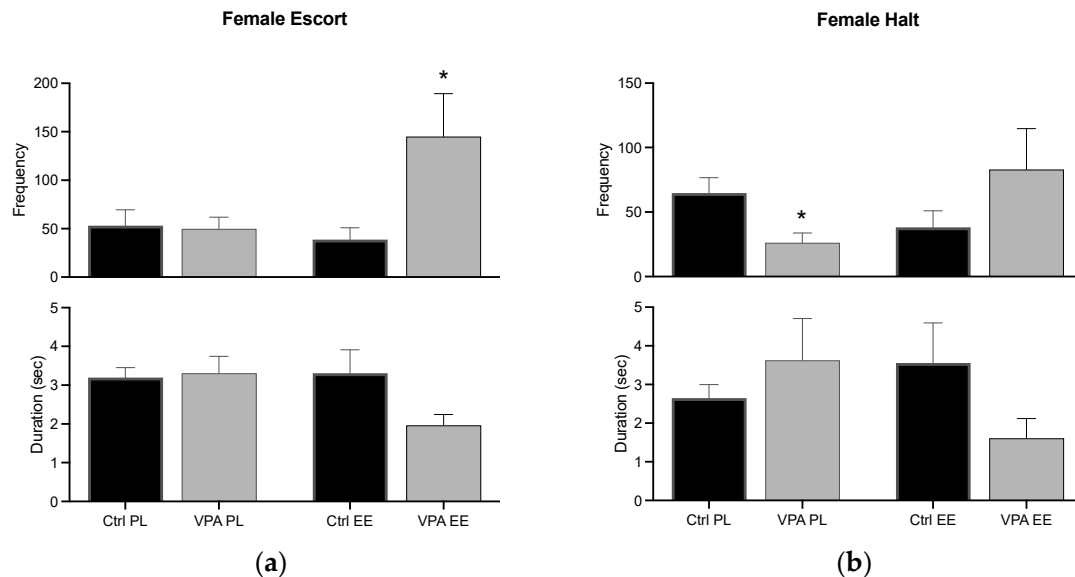 Female Escort
Female Halt
200
150
100
50
0
Frequency
*
150
100
50
0
Frequency
*
5
4
3
2
1
0
Duration (sec)
Ctrl PL VPA PL Ctrl EE VPA EE
5
4
3
2
1
0
Duration (sec)
Ctrl PL VPA PL Ctrl EE VPA EE
(a)
(b)